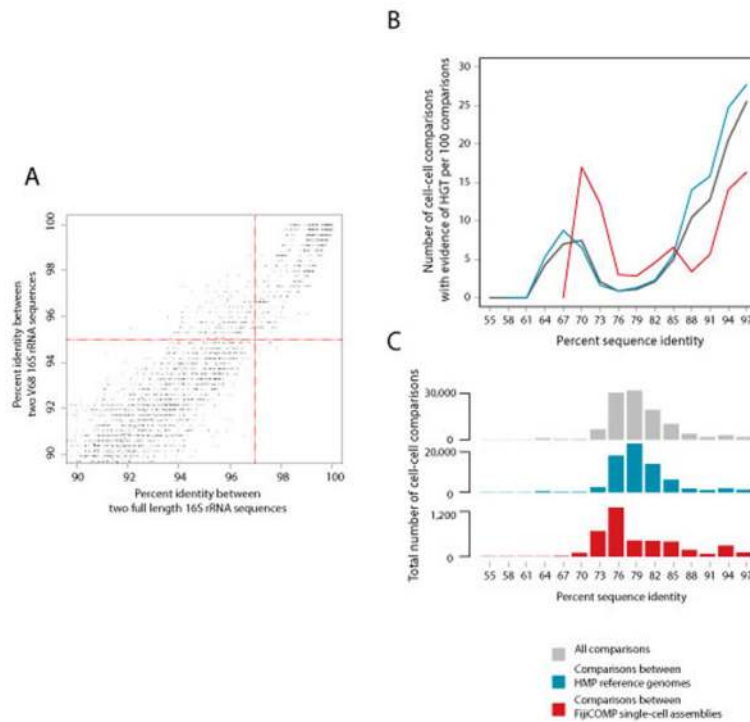 A
Percent identity between
two V68 16S rRNA sequences
100
98
96
94
92
90
90
92
94
96
98
100
Percent identity between
two full length 16S rRNA sequences
B
Number of cell-cell comparisons
with evidence of HGT per 100 comparisons
30
25
20
15
10
5
0
55 58 61 64 67 70 73 76 79 82 85 88 91 94 97
Percent sequence identity
C
Total number of cell-cell comparisons
30,000
0
20,000
0
1,200
0
55 58 61 64 67 70 73 76 79 82 85 88 91 94 97
Percent sequence identity
All comparisons
Comparisons between
HMP reference genomes
Comparisons between
FijiCOMP single-cell assemblies